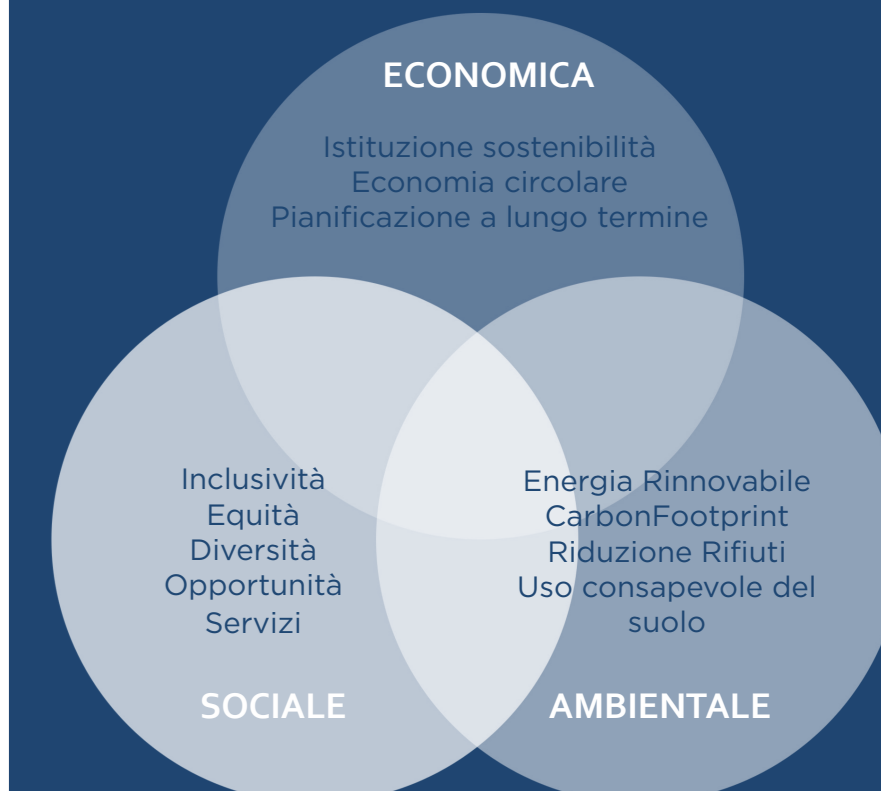 ECONOMICA
Istituzione sostenibilità
Economia circolare
Pianificazione a lungo termine
Inclusività
Equità
Diversità
Opportunità
Servizi
SOCIALE
Energia Rinnovabile
CarbonFootprint
Riduzione Rifiuti
Uso consapevole del
suolo
AMBIENTALE